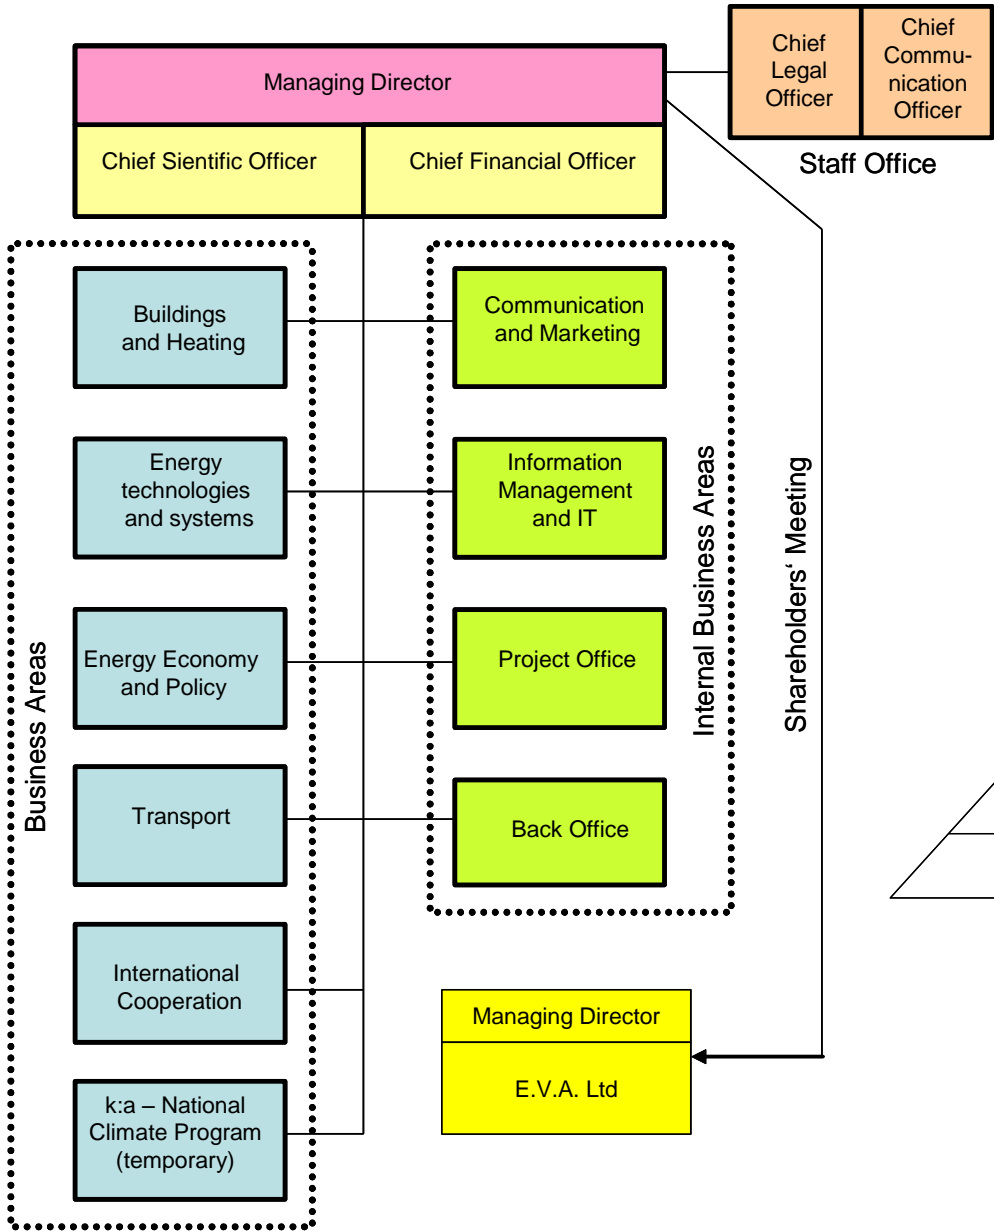 Managing Director
Chief Sientific Officer
Chief Financial Officer
Chief
Legal
Officer
Chief
Commu-
nication
Officer
Staff Office
Business Areas
Buildings
and Heating
Energy
technologies
and systems
Energy Economy
and Policy
Transport
International
Cooperation
k:a – National
Climate Program
(temporary)
Communication
and Marketing
Information
Management
and IT
Project Office
Back Office
Internal Business Areas
Shareholders‘ Meeting
Managing Director
E.V.A. Ltd